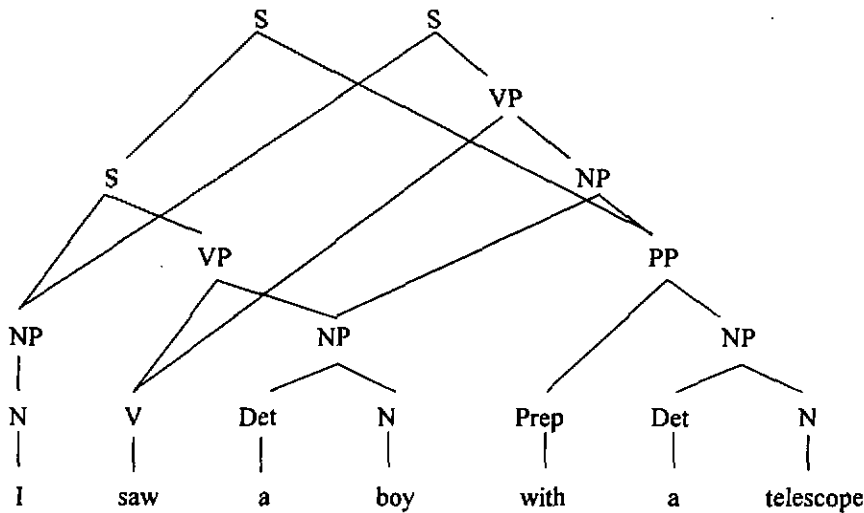 S S
VP
S NP
VP PP
NP NP NP
N V Det N Prep Det N
I saw a boy with a telescope